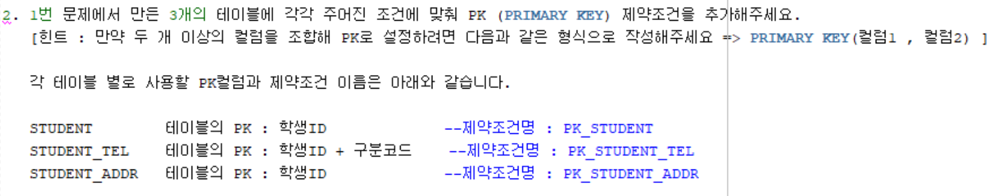 2. 1번 문제에서 만든 3개의 테이블에 각각 주어진 조건에 맞춰 PK (PRIMARY KEY) 제약조건을 추가해주세요.
[힌트 : 만약 두 개 이상의 컬럼을 조합해 PK로 설정하려면 다음과 같은 형식으로 작성해주세요 => PRIMARY KEY(컬럼1 , 컬럼2) ]
각 테이블 별로 사용할 PK컬럼과 제약조건 이름은 아래와 같습니다.
STUDENT 테이블의 PK : 학생ID --제약조건명 : PK_STUDENT
STUDENT_TEL 테이블의 PK : 학생ID + 구분코드 --제약조건명 : PK_STUDENT_TEL
STUDENT_ADDR 테이블의 PK : 학생ID --제약조건명 : PK_STUDENT_ADDR